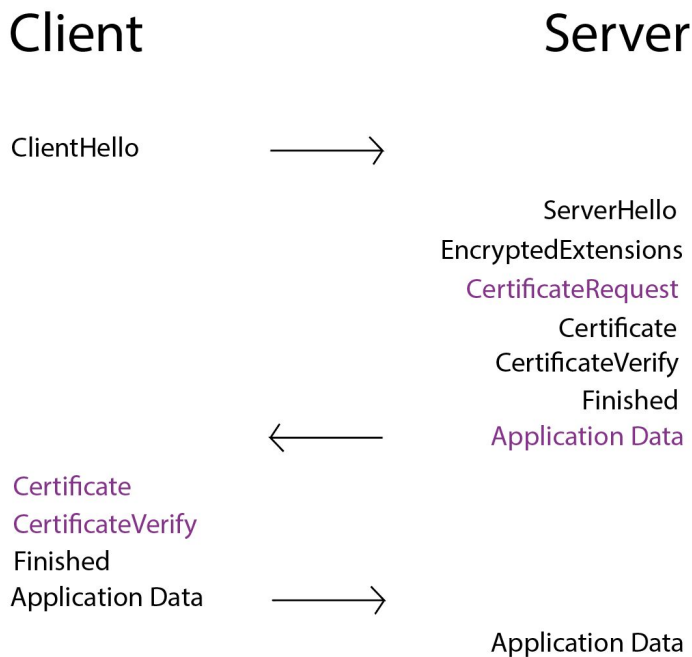 Client Server
ClientHello
ServerHello
EncryptedExtensions
CertificateRequest
Certificate
CertificateVerify
Finished
Application Data
Certificate
CertificateVerify
Finished
Application Data
Application Data